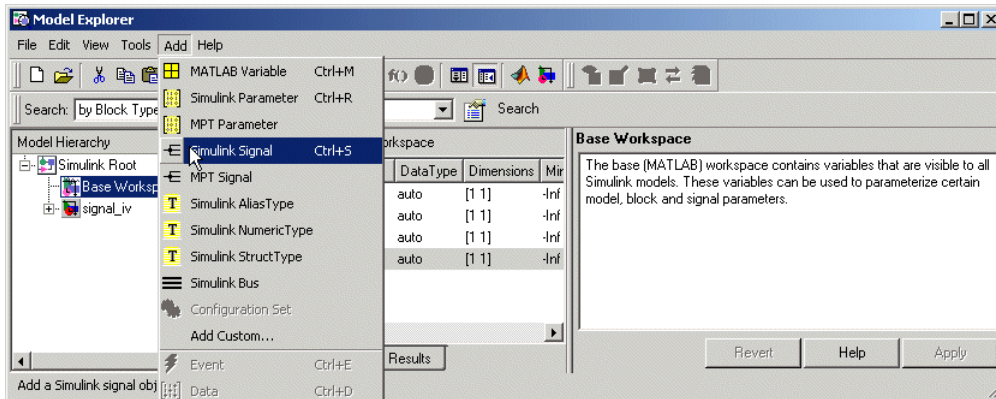 Model Explorer
File Edit View Tools Add Help
MATLAB Variable Ctrl+M
Simulink Parameter Ctrl+R
MPT Parameter
Simulink Signal Ctrl+S
MPT Signal
Simulink AliasType
Simulink NumericType
Simulink StructType
Simulink Bus
Configuration Set
Add Custom...
Event Ctrl+E
Data Ctrl+D
Search: by Block Type
Search
Model Hierarchy
Simulink Root
Base Worksp
signal_iv
rkspace
DataType Dimensions Mir
auto [1 1] -Inf
auto [1 1] -Inf
auto [1 1] -Inf
auto [1 1] -Inf
Results
Base Workspace
The base (MATLAB) workspace contains variables that are visible to all
Simulink models. These variables can be used to parameterize certain
model, block and signal parameters.
Revert Help Apply
Add a Simulink signal obj